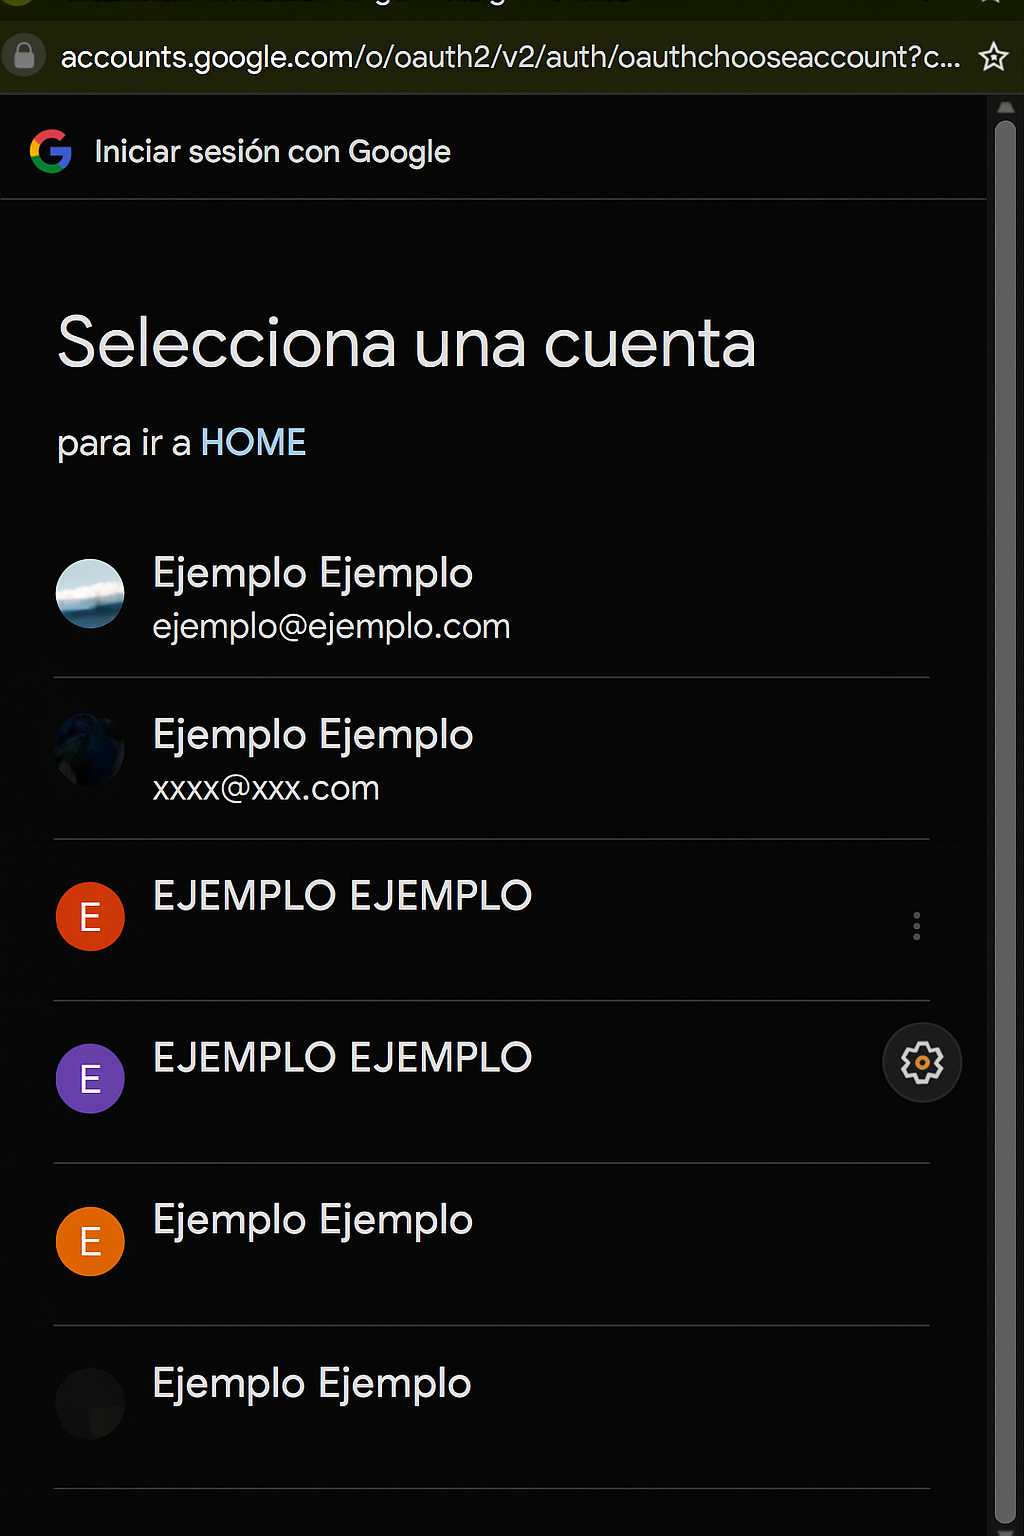 accounts.google.com/o/oauth2/v2/auth/oauthchooseaccount?c...
Iniciar sesión con Google
Selecciona una cuenta
para ir a HOME
Ejemplo Ejemplo
ejemplo@ejemplo.com
Ejemplo Ejemplo
xxxx@xxx.com
E
EJEMPLO EJEMPLO
E
EJEMPLO EJEMPLO
E
Ejemplo Ejemplo
Ejemplo Ejemplo